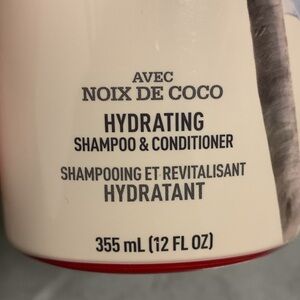 AVEC
NOIX DE COCO
HYDRATING
SHAMPOO & CONDITIONER
SHAMPOOING ET REVITALISANT
HYDRATANT
355 mL (12 FL OZ)